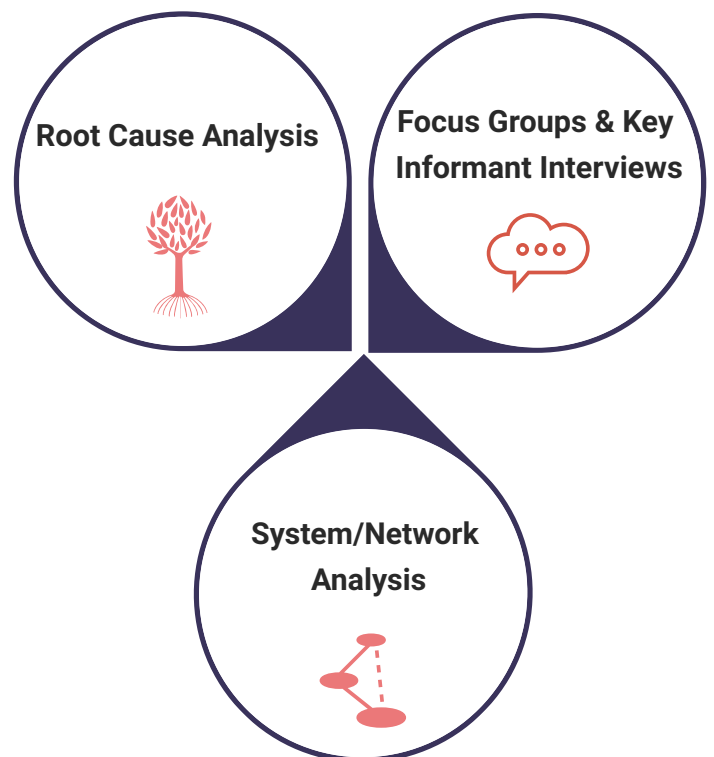 Root Cause Analysis
Focus Groups & Key
Informant Interviews
System/Network
Analysis